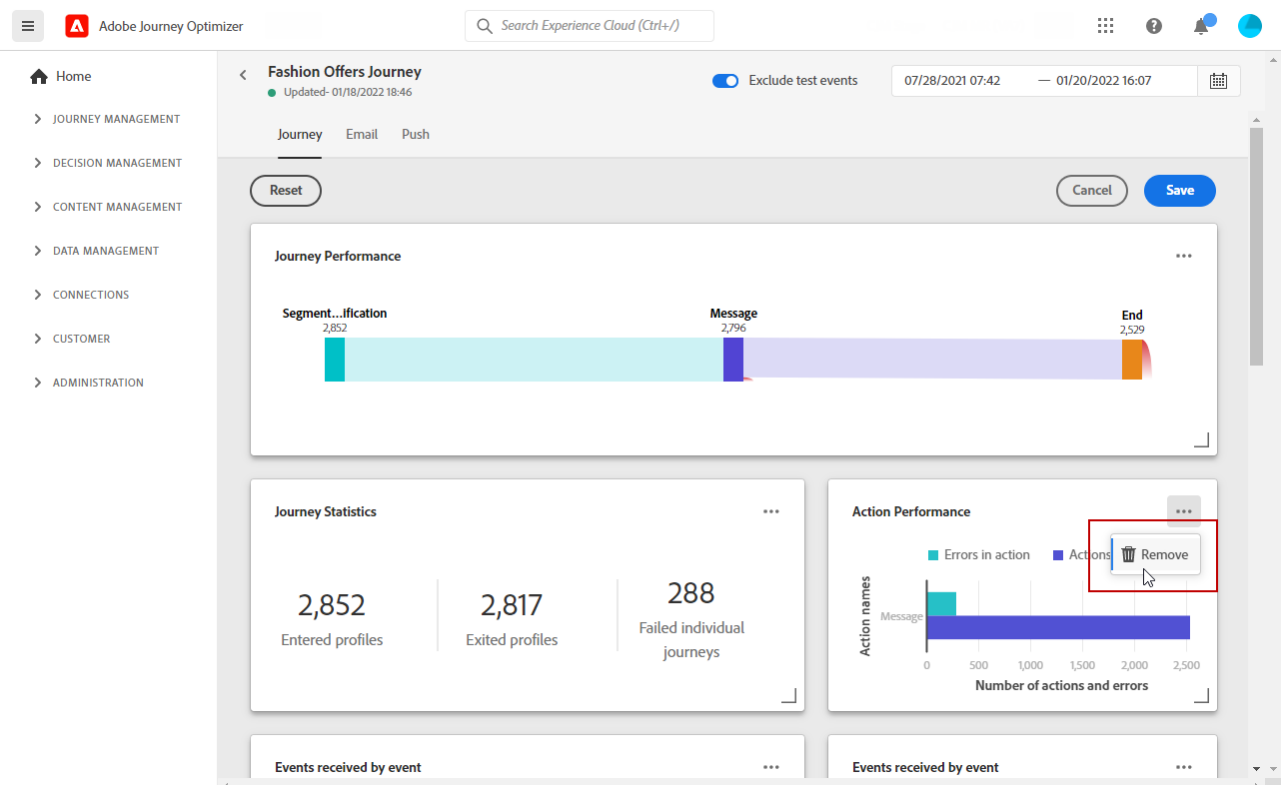 Adobe Journey Optimizer
Search Experience Cloud (Ctrl+/)
Home
JOURNEY MANAGEMENT
DECISION MANAGEMENT
CONTENT MANAGEMENT
DATA MANAGEMENT
CONNECTIONS
CUSTOMER
ADMINISTRATION
Fashion Offers Journey
Updated- 01/18/2022 18:46
Exclude test events
07/28/2021 07:42 — 01/20/2022 16:07
Journey Email Push
Reset
Cancel Save
Journey Performance
Segment...ification
2,852
Message
2,796
End
2,529
Journey Statistics
2,852
Entered profiles
2,817
Exited profiles
288
Failed individual
journeys
Action Performance
Errors in action Actions
Remove
Action names
Message
0 500 1,000 1,500 2,000 2,500
Number of actions and errors
Events received by event
Events received by event